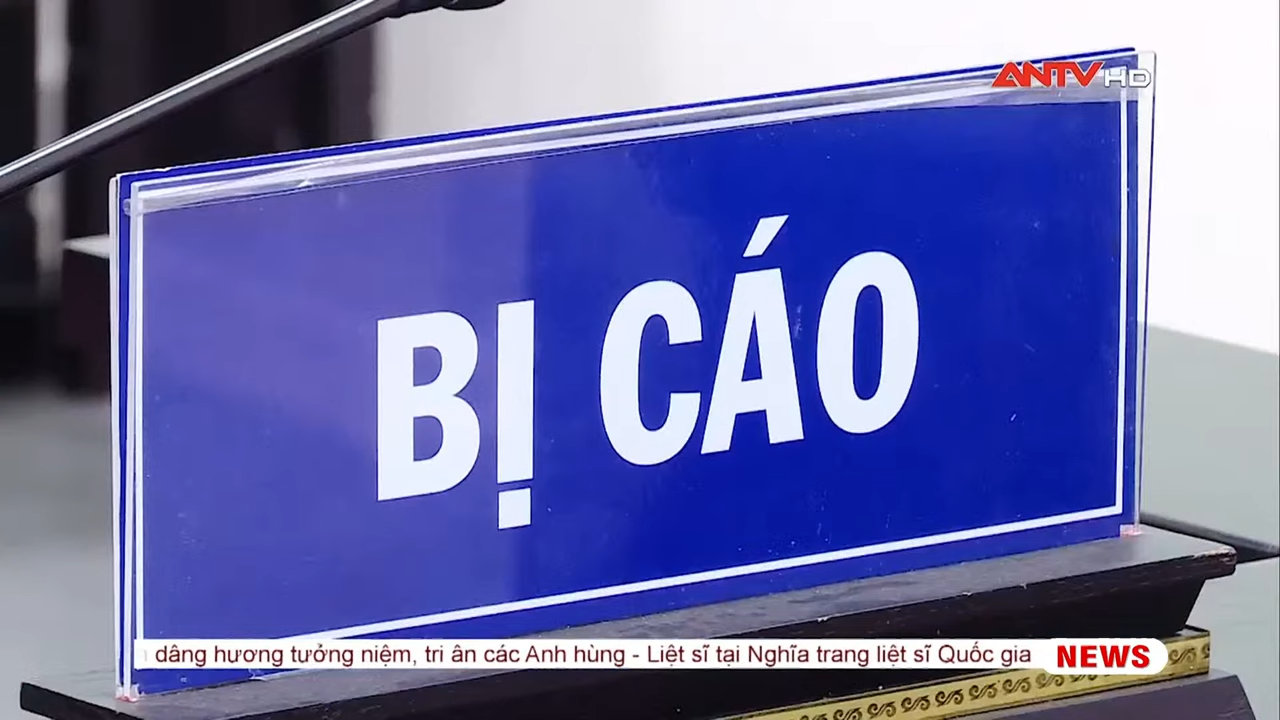 ANTV HD
BỊ CÁO
dâng hương tưởng niệm, tri ân các Anh hùng - Liệt sĩ tại Nghĩa trang liệt sĩ Quốc gia
NEWS